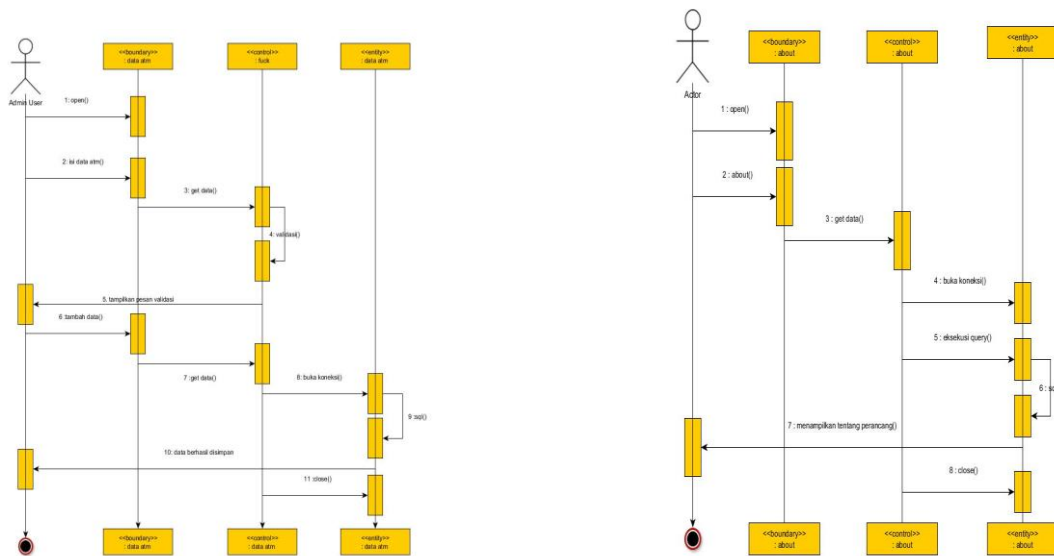 <<boundary>>
: data atm
<<control>>
: fuck
<<entity>>
: data atm
Admin User
1: open()
2: isi data atm()
3: get data()
4: validasi()
5. tampilkan pesan validasi
6 :tambah data()
7 :get data()
8: buka koneksi()
9 :sql()
10: data berhasil disimpan
11 :close()
<<boundary>>
: data atm
<<control>>
: data atm
<<entity>>
: data atm
<<boundary>>
: about
<<control>>
: about
<<entity>>
: about
Actor
1 : open()
2 : about()
3 : get data()
4 : buka koneksi()
5 : eksekusi query()
6 : s
7 : menampilkan tentang perancang()
8 : close()
<<boundary>>
: about
<<control>>
: about
<<entity>>
: about